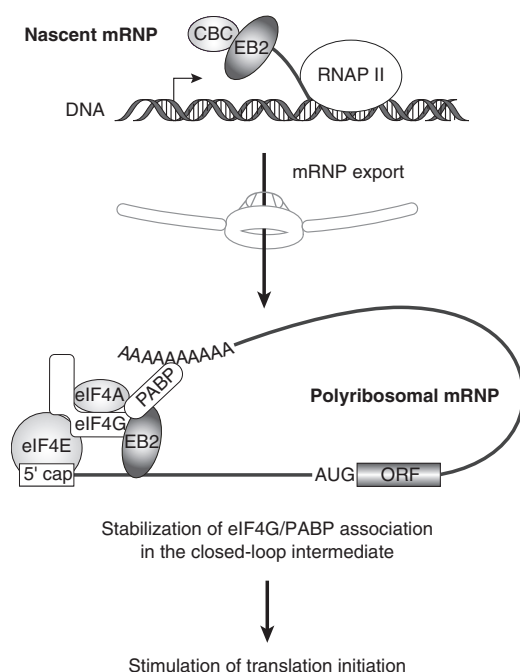 Nascent mRNP
CBC
EB2
RNAP II
DNA
mRNP export
AAAAAAAAAA
PABP
eIF4A
eIF4G
eIF4E
EB2
Polyribosomal mRNP
5' cap
AUG
ORF
Stabilization of eIF4G/PABP association
in the closed-loop intermediate
Stimulation of translation initiation